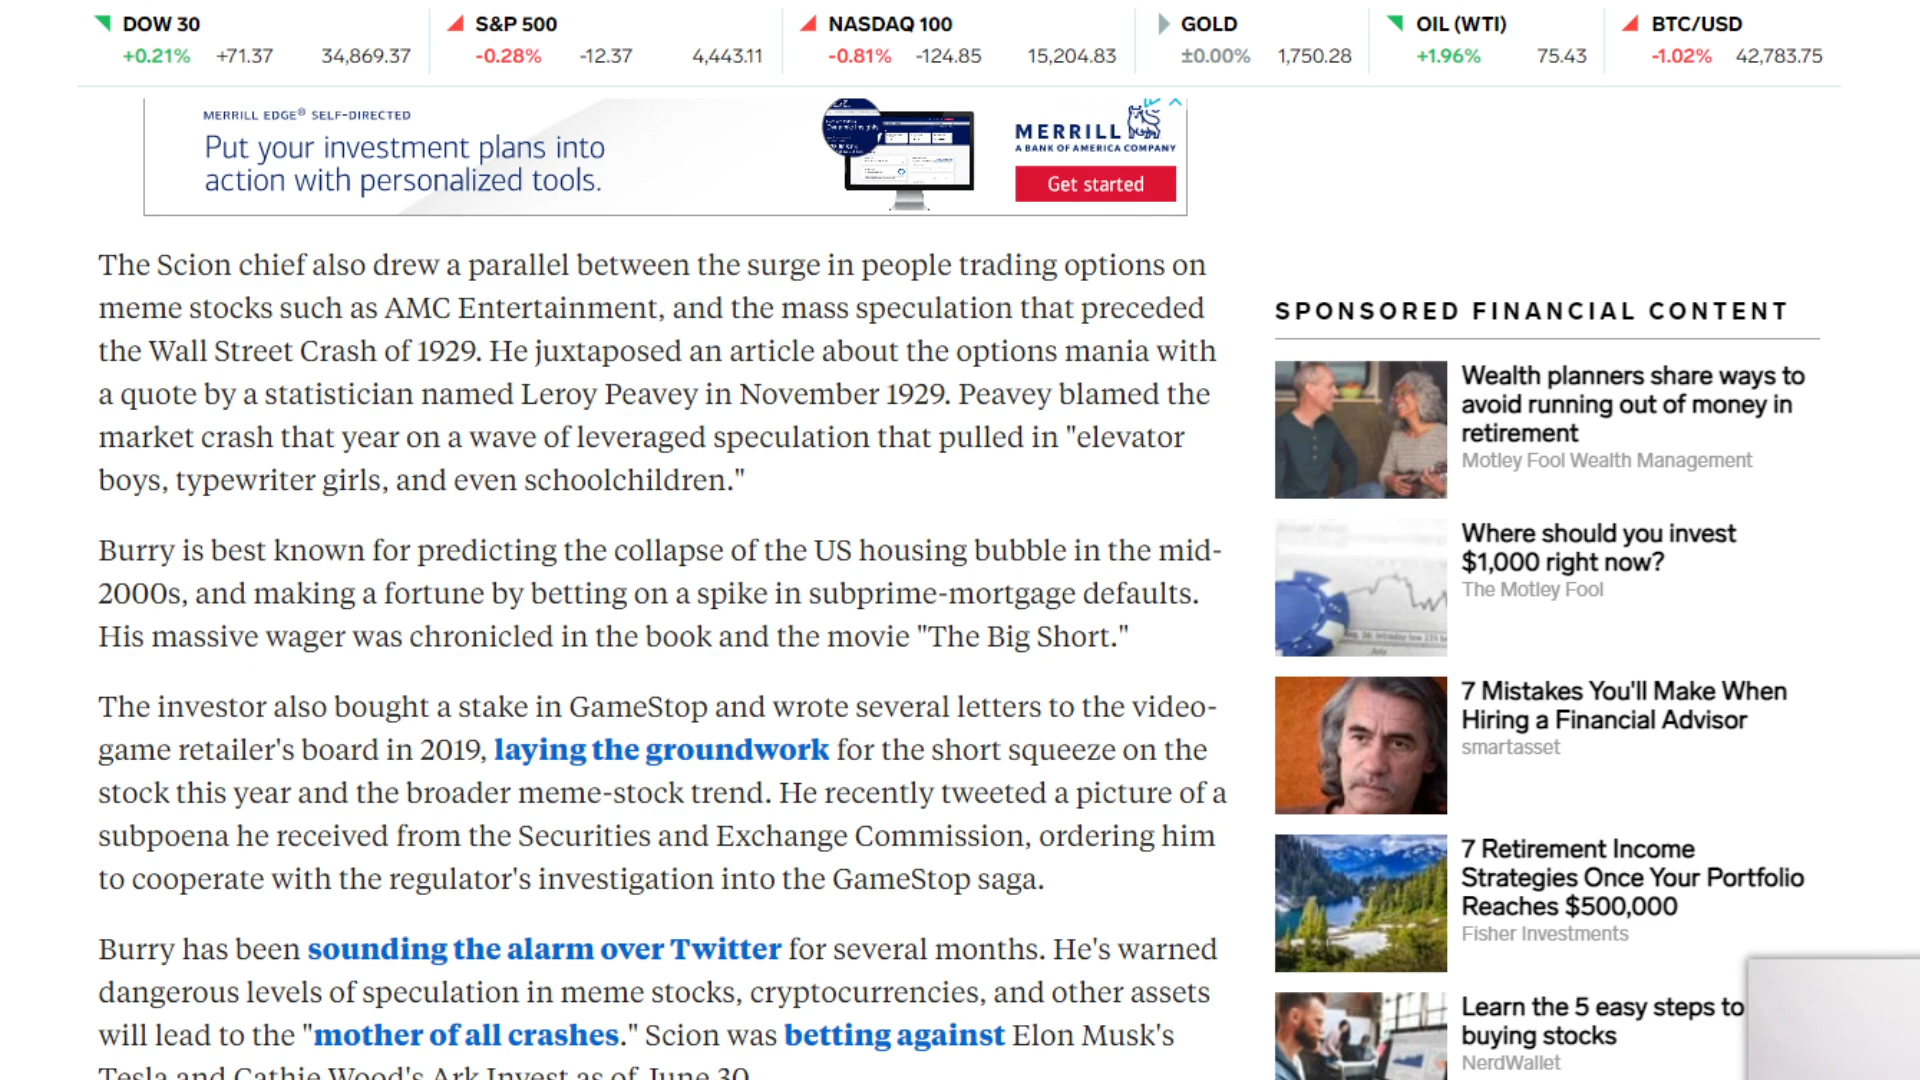 DOW 30
+0.21% +71.37 34,869.37
S&P 500
-0.28% -12.37 4,443.11
NASDAQ 100
-0.81% -124.85 15,204.83
GOLD
±0.00% 1,750.28
OIL (WTI)
+1.96% 75.43
BTC/USD
-1.02% 42,783.75
MERRILL EDGE® SELF-DIRECTED
Put your investment plans into
action with personalized tools.
MERRILL
A BANK OF AMERICA COMPANY
Get started
The Scion chief also drew a parallel between the surge in people trading options on
meme stocks such as AMC Entertainment, and the mass speculation that preceded
the Wall Street Crash of 1929. He juxtaposed an article about the options mania with
a quote by a statistician named Leroy Peavey in November 1929. Peavey blamed the
market crash that year on a wave of leveraged speculation that pulled in "elevator
boys, typewriter girls, and even schoolchildren."
Burry is best known for predicting the collapse of the US housing bubble in the mid-
2000s, and making a fortune by betting on a spike in subprime-mortgage defaults.
His massive wager was chronicled in the book and the movie "The Big Short."
The investor also bought a stake in GameStop and wrote several letters to the video-
game retailer's board in 2019, laying the groundwork for the short squeeze on the
stock this year and the broader meme-stock trend. He recently tweeted a picture of a
subpoena he received from the Securities and Exchange Commission, ordering him
to cooperate with the regulator's investigation into the GameStop saga.
Burry has been sounding the alarm over Twitter for several months. He's warned
dangerous levels of speculation in meme stocks, cryptocurrencies, and other assets
will lead to the "mother of all crashes." Scion was betting against Elon Musk's
Tesla and Cathie Wood's Ark Invest as of June 30.
SPONSORED FINANCIAL CONTENT
Wealth planners share ways to
avoid running out of money in
retirement
Motley Fool Wealth Management
Where should you invest
$1,000 right now?
The Motley Fool
July
7 Mistakes You'll Make When
Hiring a Financial Advisor
smartasset
7 Retirement Income
Strategies Once Your Portfolio
Reaches $500,000
Fisher Investments
Learn the 5 easy steps to
buying stocks
NerdWallet